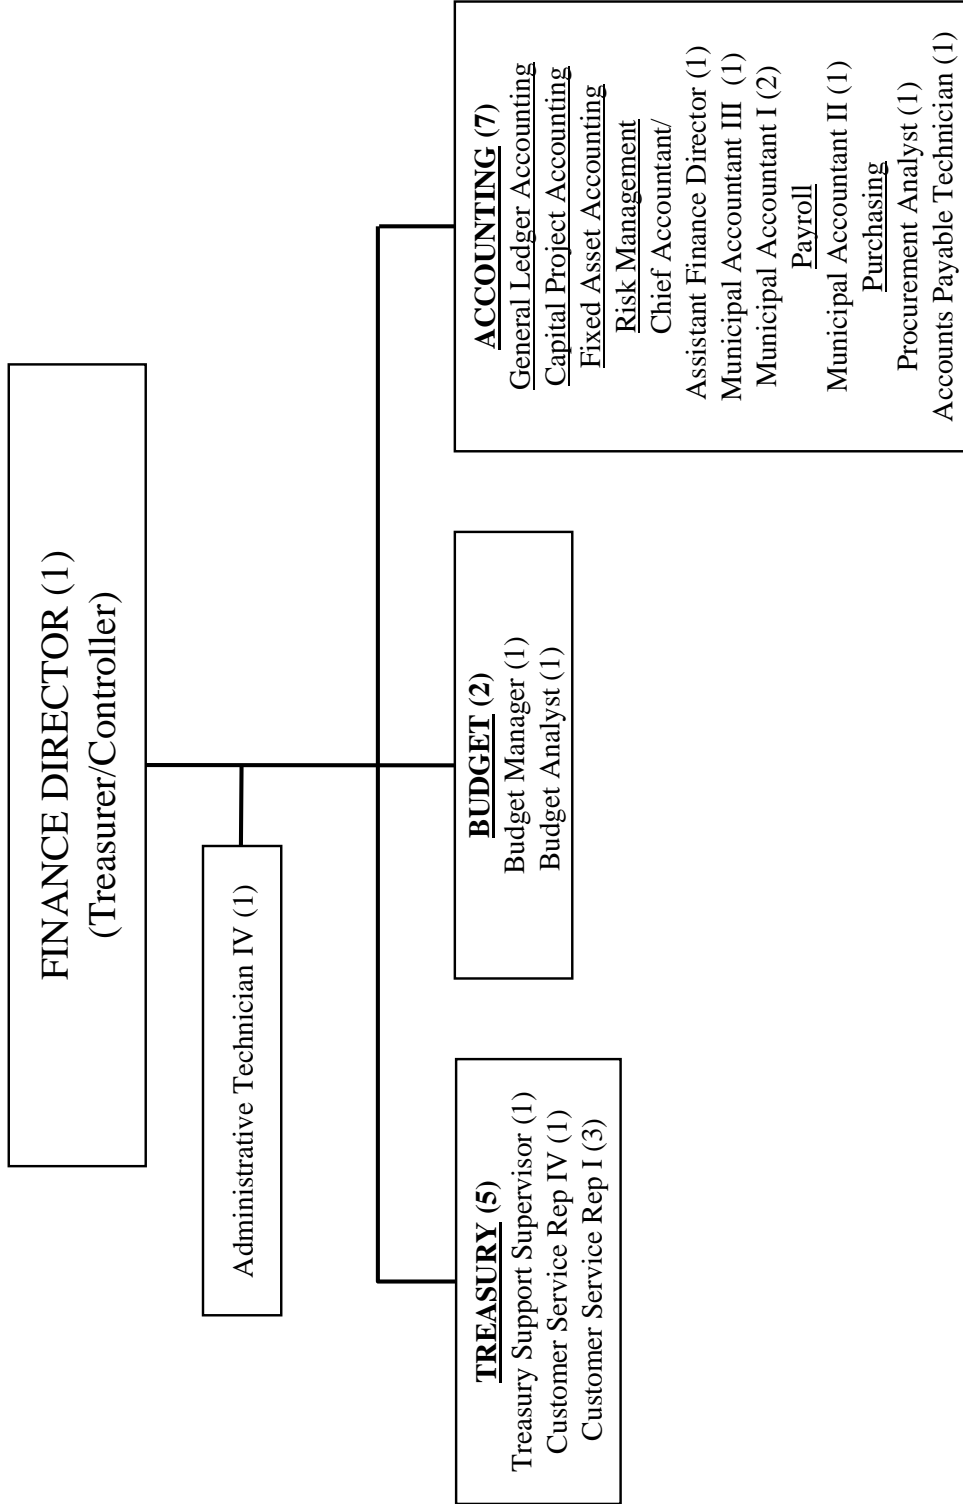 FINANCE DIRECTOR (1)
(Treasurer/Controller)
Administrative Technician IV (1)
TREASURY (5)
Treasury Support Supervisor (1)
Customer Service Rep IV (1)
Customer Service Rep I (3)
BUDGET (2)
Budget Manager (1)
Budget Analyst (1)
ACCOUNTING (7)
General Ledger Accounting
Capital Project Accounting
Fixed Asset Accounting
Risk Management
Chief Accountant/
Assistant Finance Director (1)
Municipal Accountant III (1)
Municipal Accountant I (2)
Payroll
Municipal Accountant II (1)
Purchasing
Procurement Analyst (1)
Accounts Payable Technician (1)